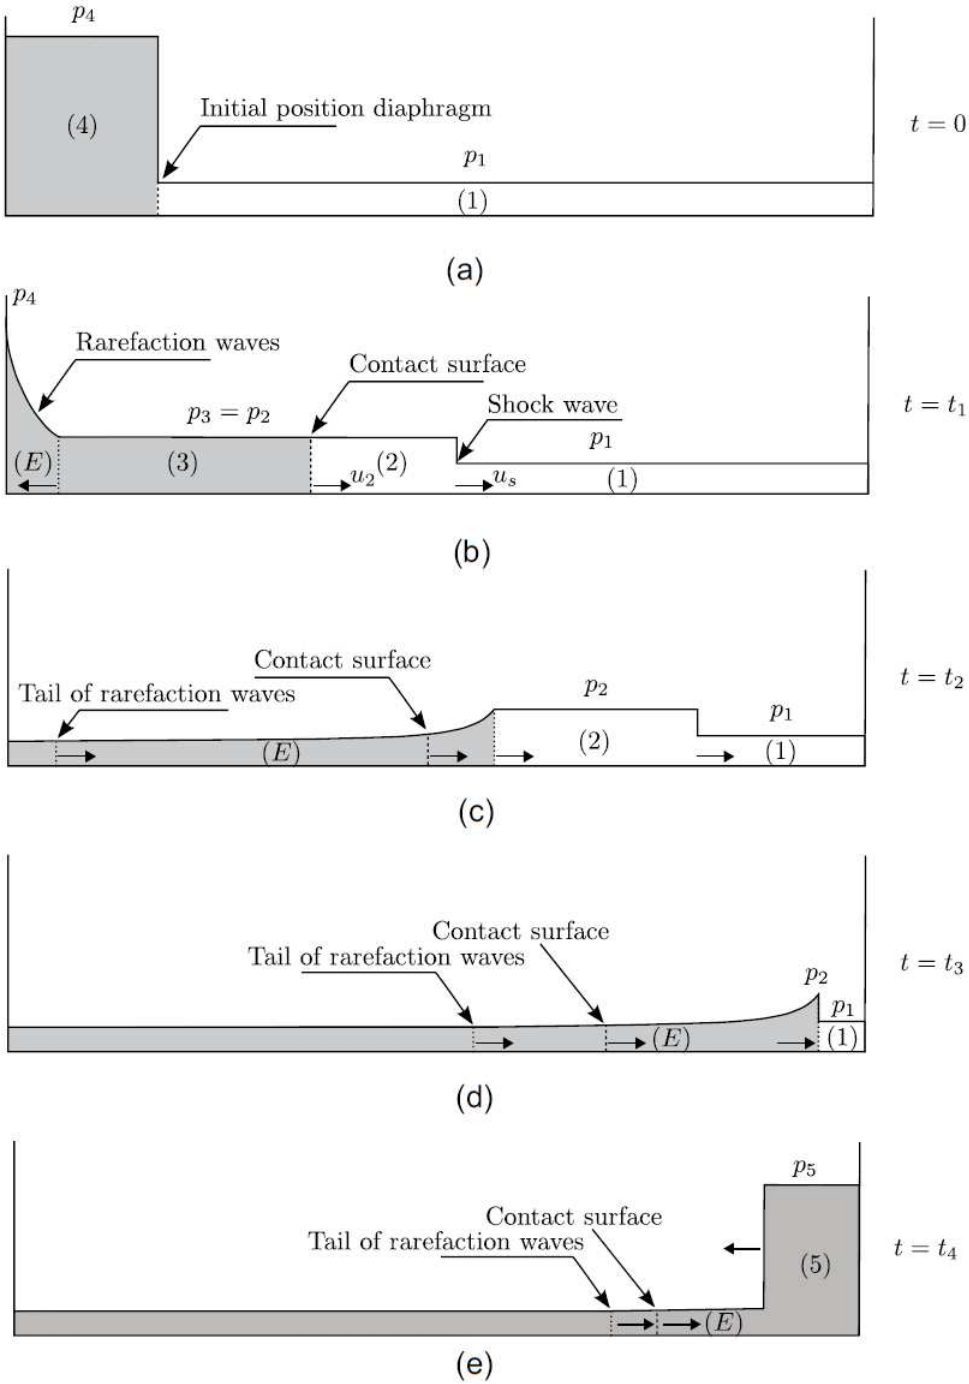 p4
Initial position diaphragm
(4)
t = 0
p1
(1)
(a)
p4
Rarefaction waves
Contact surface
Shock wave
p3 = p2
p1
t = t1
(E)
(3)
(2)
u2
us
(1)
(b)
Contact surface
Tail of rarefaction waves
p2
t = t2
p1
(E)
(2)
(1)
(c)
Contact surface
Tail of rarefaction waves
p2
t = t3
p1
(E)
(1)
(d)
p5
Contact surface
Tail of rarefaction waves
t = t4
(5)
(E)
(e)